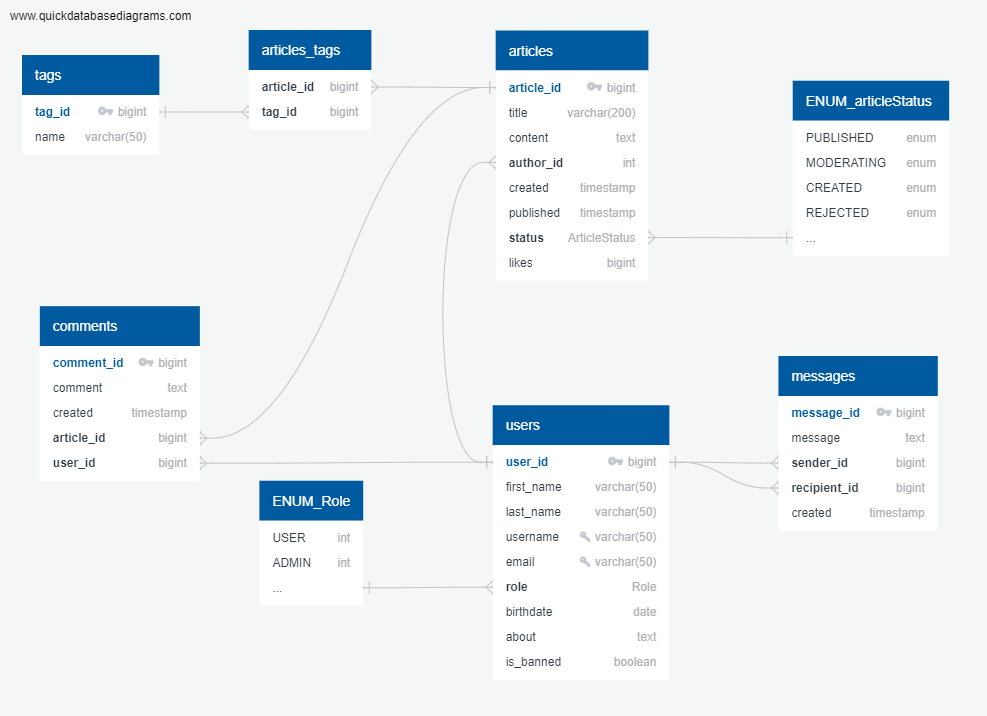 www.quickdatabasediagrams.com
tags
tag_id bigint
name varchar(50)
articles_tags
article_id bigint
tag_id bigint
articles
article_id bigint
title varchar(200)
content text
author_id int
created timestamp
published timestamp
status ArticleStatus
likes bigint
ENUM_articleStatus
PUBLISHED enum
MODERATING enum
CREATED enum
REJECTED enum
...
comments
comment_id bigint
comment text
created timestamp
article_id bigint
user_id bigint
ENUM_Role
USER int
ADMIN int
...
users
user_id bigint
first_name varchar(50)
last_name varchar(50)
username varchar(50)
email varchar(50)
role Role
birthdate date
about text
is_banned boolean
messages
message_id bigint
message text
sender_id bigint
recipient_id bigint
created timestamp